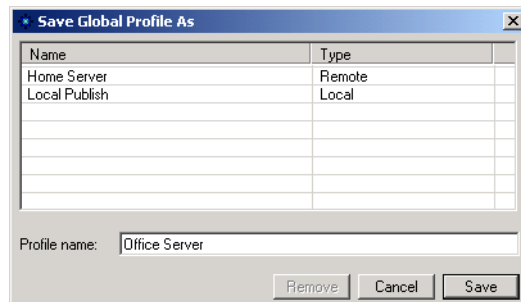 Save Global Profile As
Name Type
Home Server Remote
Local Publish Local
Profile name: Office Server
Remove Cancel Save